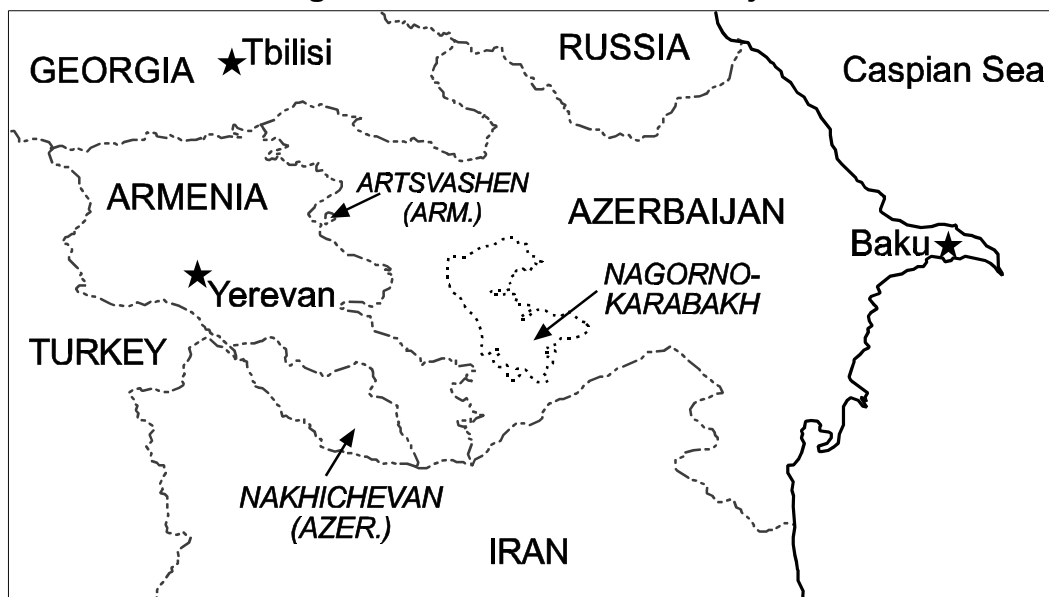 GEORGIA
Tbilisi
RUSSIA
Caspian Sea
ARMENIA
ARTSVASHEN
(ARM.)
AZERBAIJAN
Baku
Yerevan
NAGORNO-
KARABAKH
TURKEY
NAKHICHEVAN
(AZER.)
IRAN